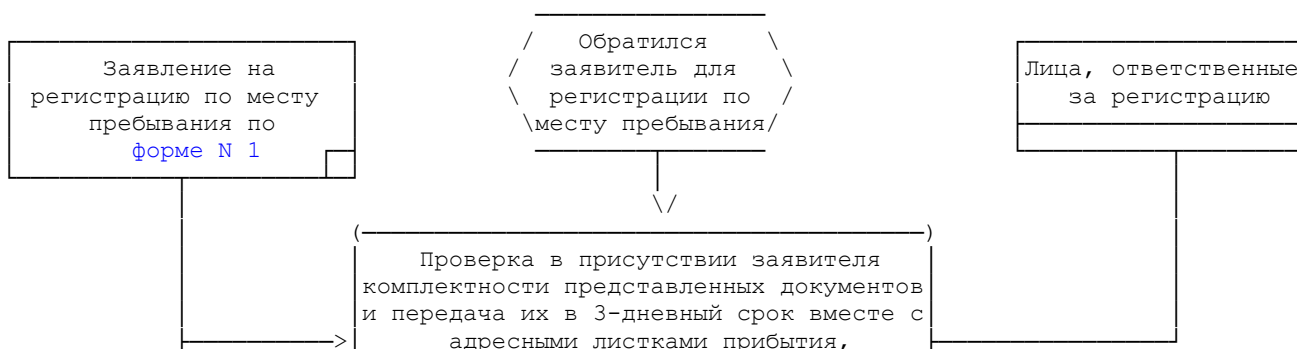 Заявление на
регистрацию по месту
пребывания по
форме N 1
Обратился
заявитель для
регистрации по
месту пребывания
Лица, ответственные
за регистрацию
Проверка в присутствии заявителя
комплектности представленных документов
и передача их в 3-дневный срок вместе с
адресными листками прибытия,